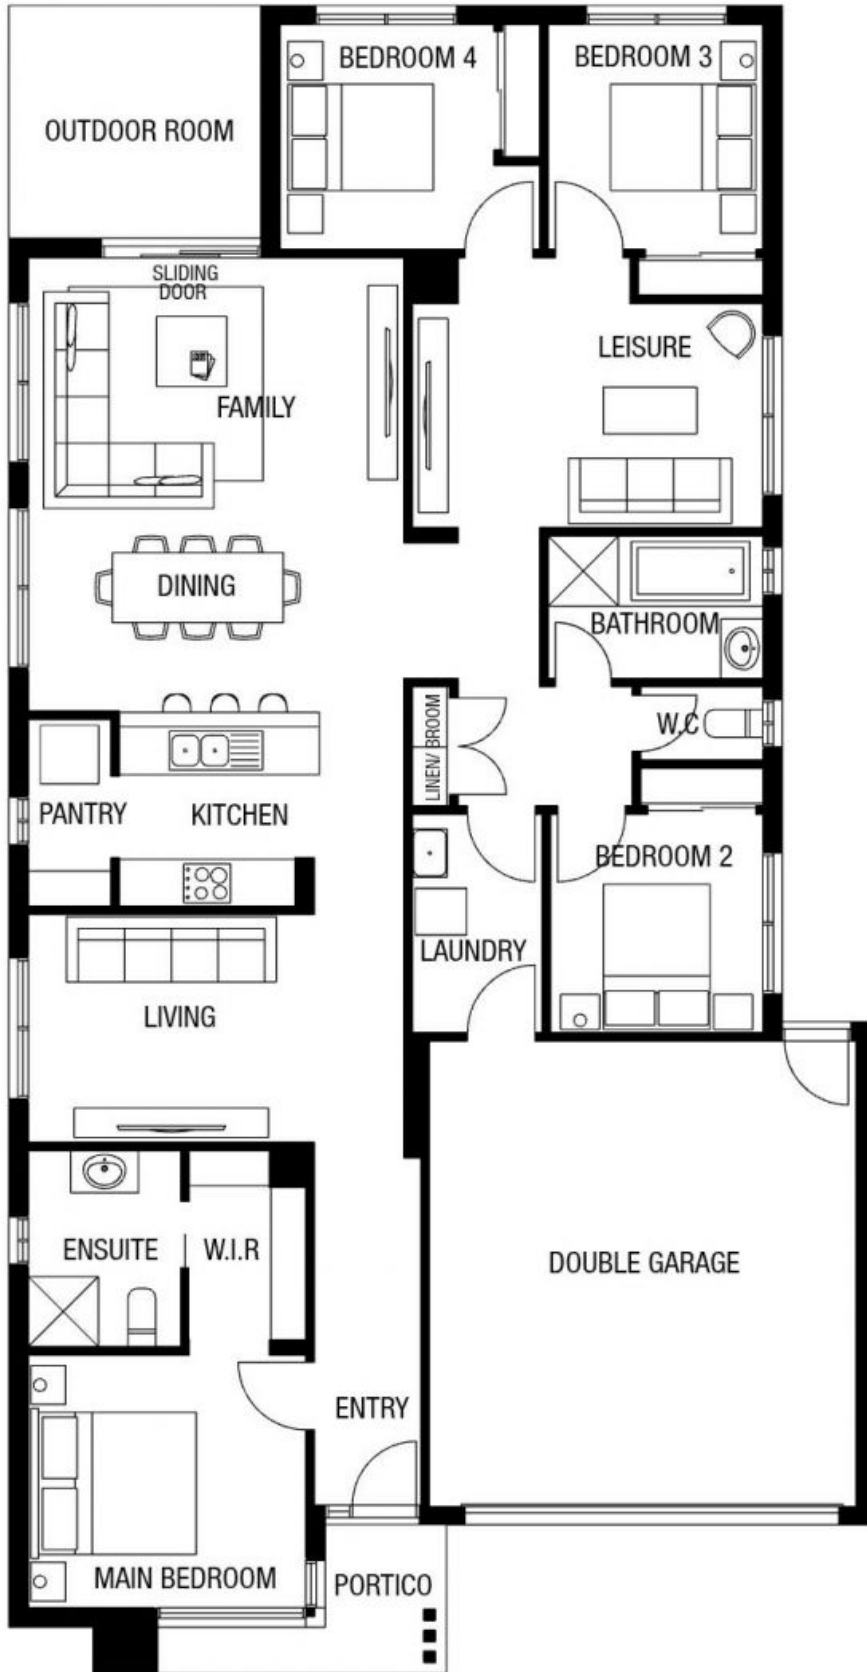 BEDROOM 4
BEDROOM 3
OUTDOOR ROOM
SLIDING
DOOR
LEISURE
FAMILY
DINING
BATHROOM
LINEN/ BROOM
W.C
PANTRY
KITCHEN
BEDROOM 2
LAUNDRY
LIVING
ENSUITE
W.I.R
DOUBLE GARAGE
ENTRY
MAIN BEDROOM
PORTICO